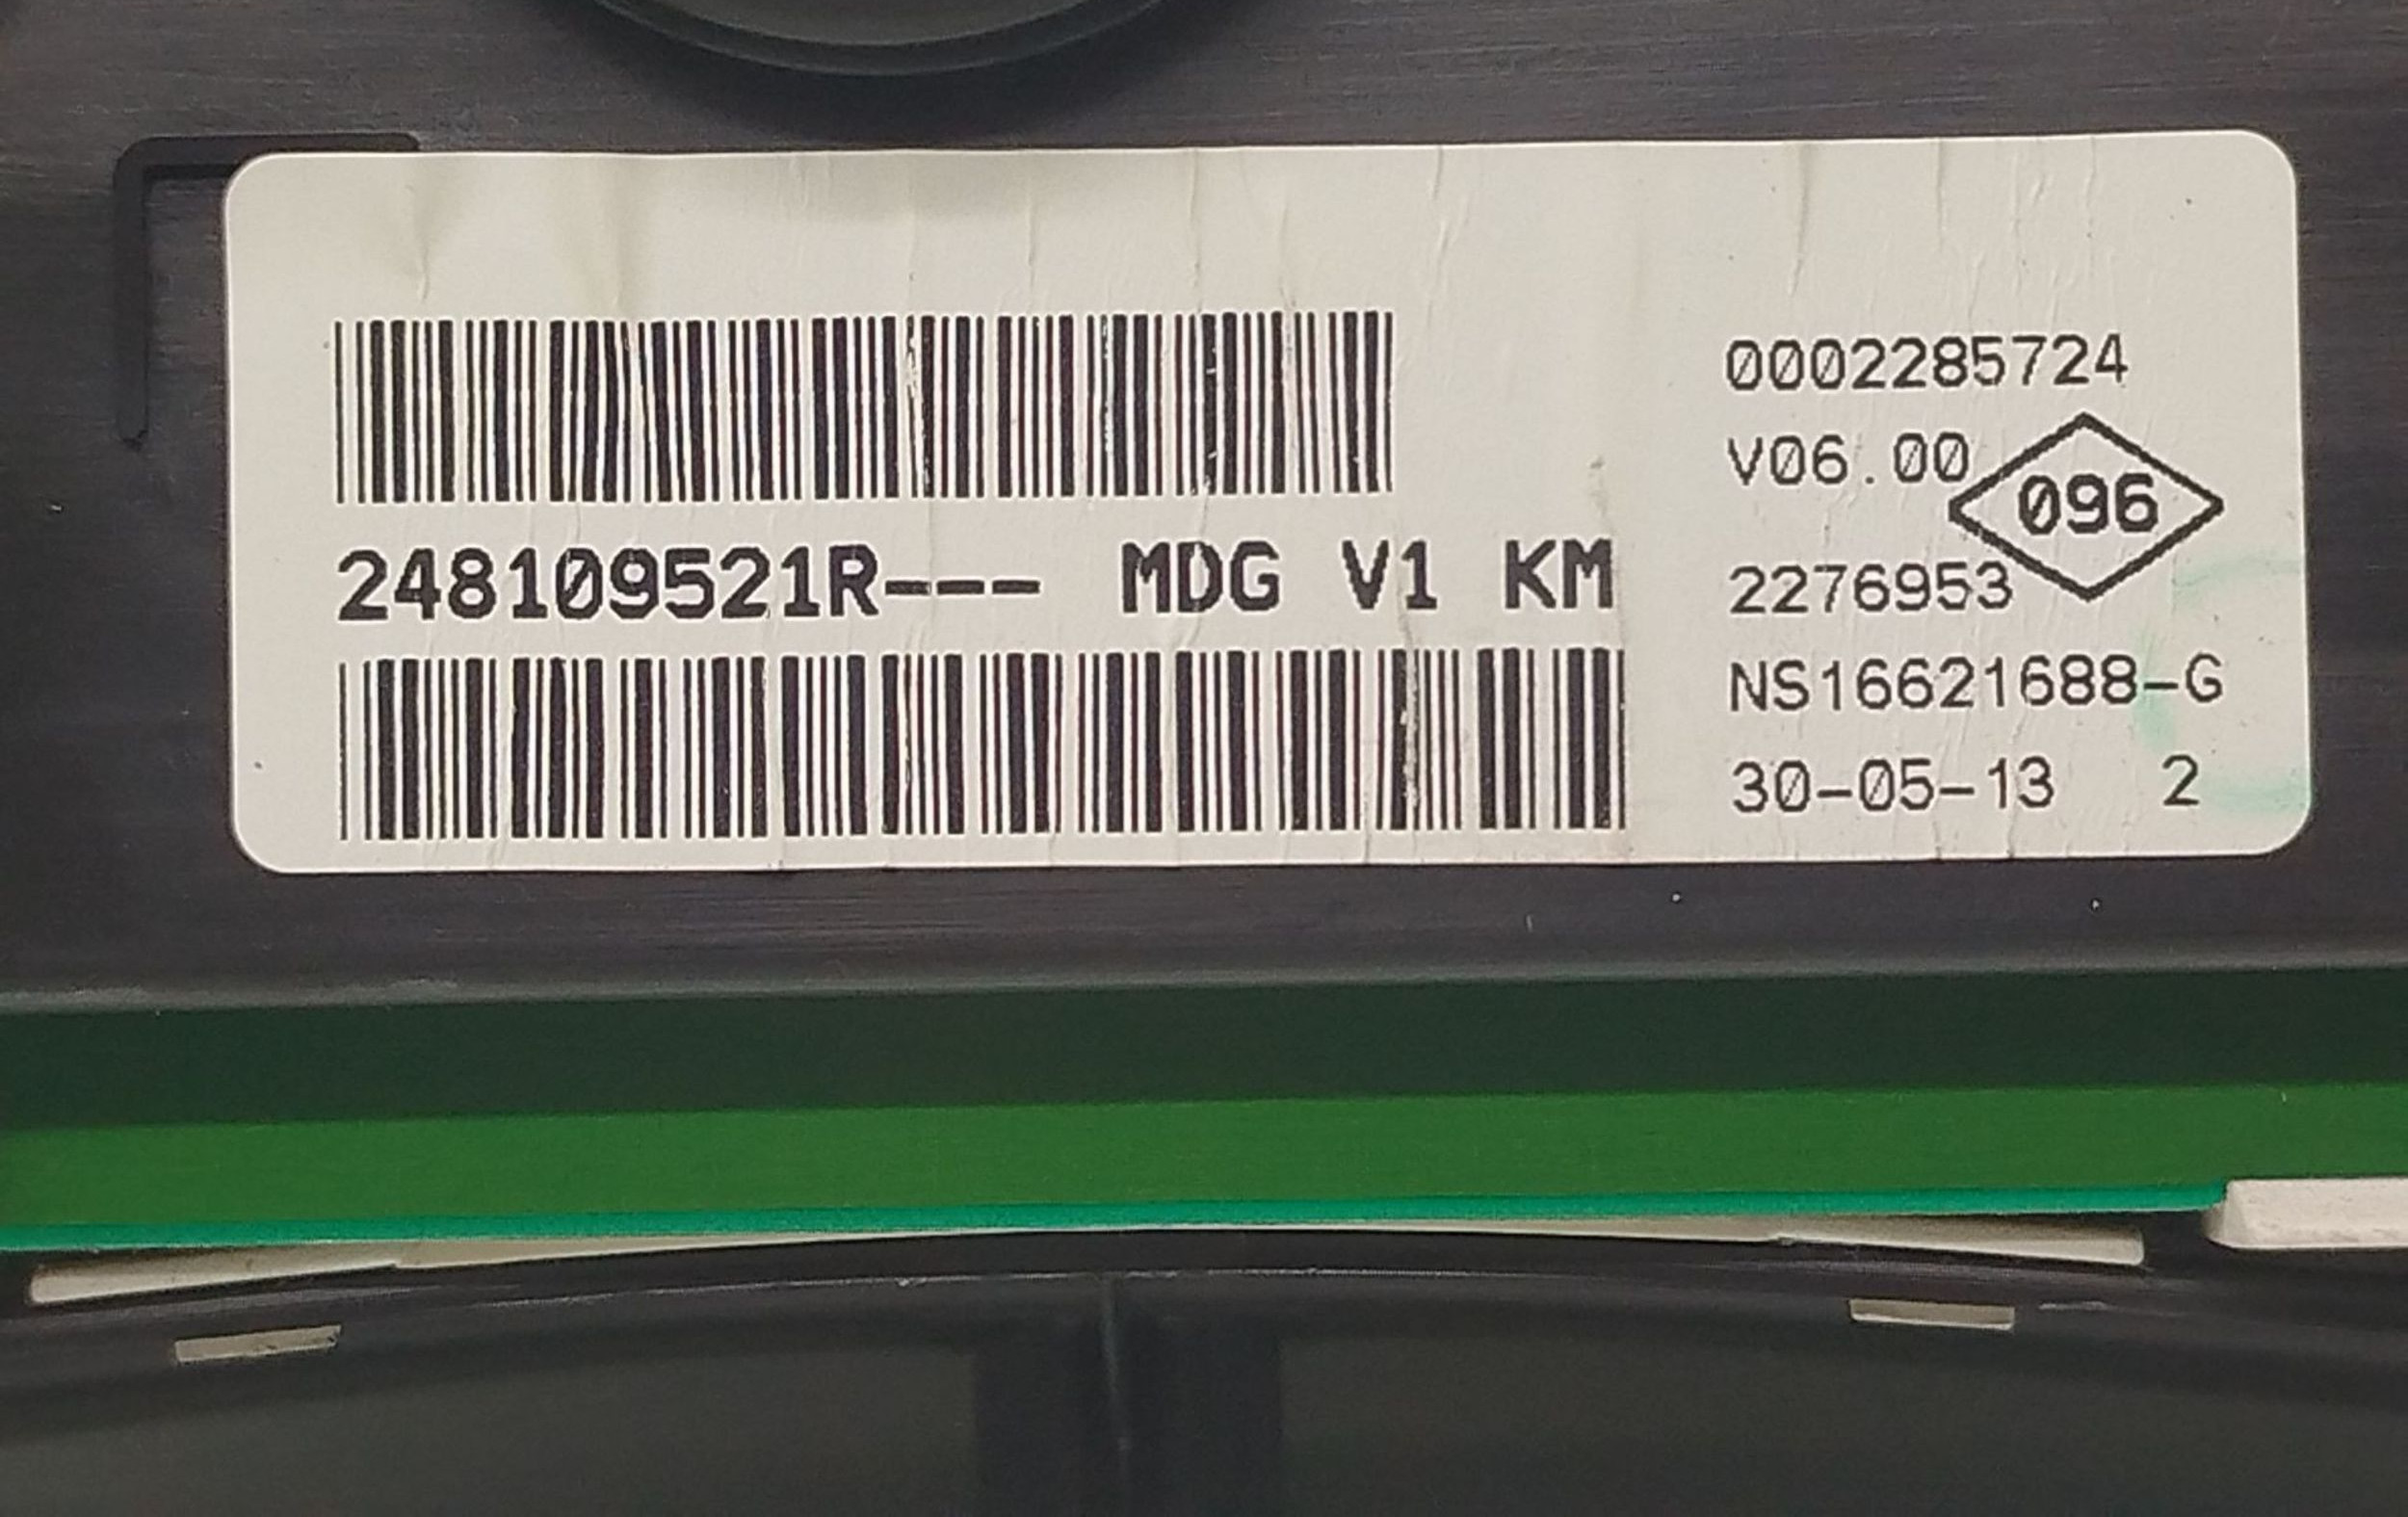 0002285724
V06.00
096
248109521R--- MDG V1 KM
2276953
NS16621688-G
30-05-13 2